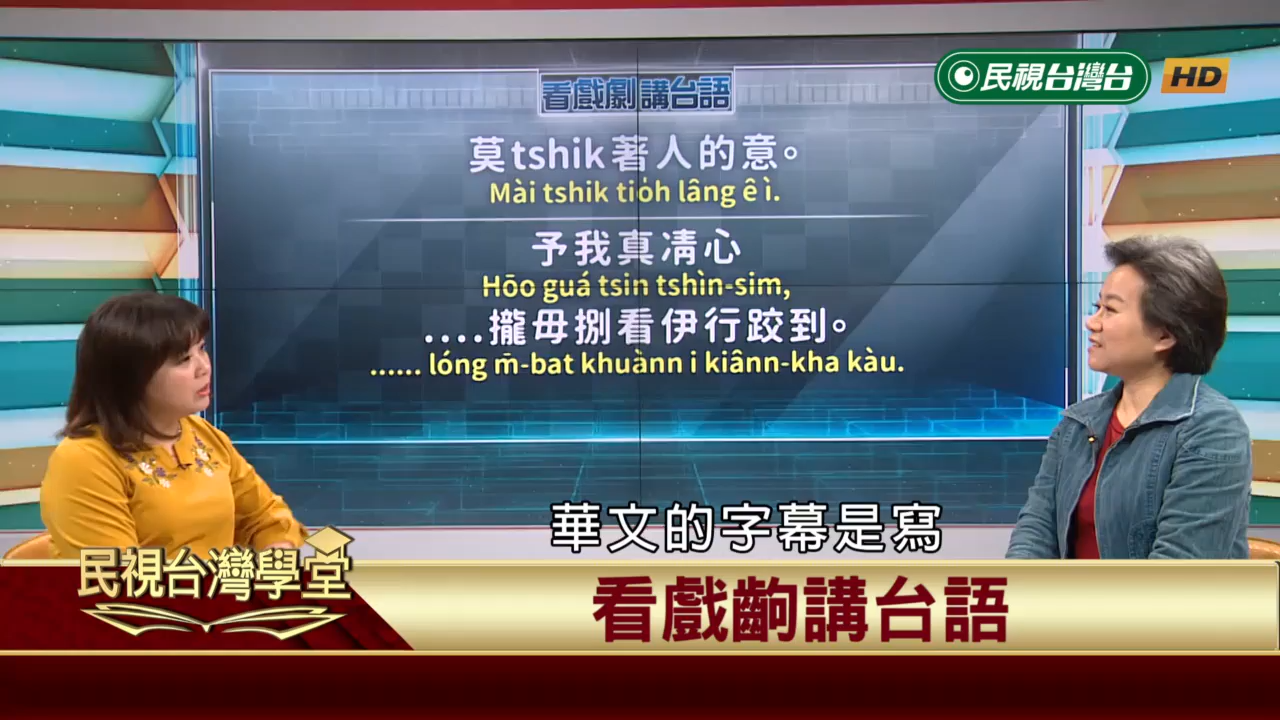 民視台灣台 HD
看戲劇講台語
莫tshik著人的意。
Mài tshik tio̍h lâng ê ì.
予我真凊心
Hōo guá tsin tshìn-sim,
....攏毋捌看伊行跤到。
...... lóng m̄-bat khuànn i kiânn-kha kàu.
華文的字幕是寫
民視台灣學堂
看戲齣講台語